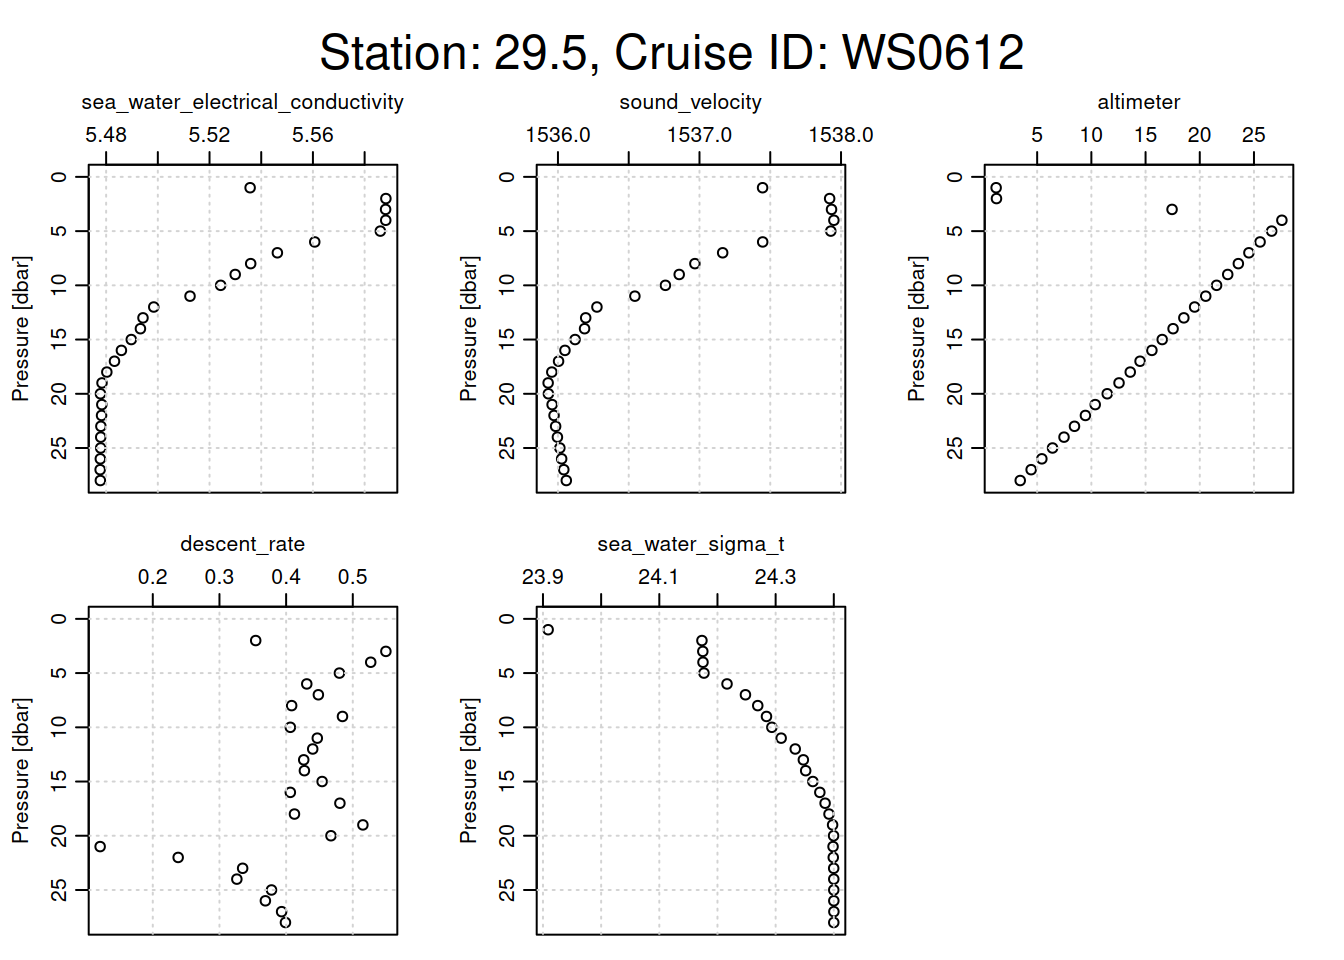 Station: 29.5, Cruise ID: WS0612
sea_water_electrical_conductivity
5.48 5.52 5.56
Pressure [dbar]
0 5 10 15 20 25
sound_velocity
1536.0 1537.0 1538.0
Pressure [dbar]
0 5 10 15 20 25
altimeter
5 10 15 20 25
Pressure [dbar]
0 5 10 15 20 25
descent_rate
0.2 0.3 0.4 0.5
Pressure [dbar]
0 5 10 15 20 25
sea_water_sigma_t
23.9 24.1 24.3
Pressure [dbar]
0 5 10 15 20 25